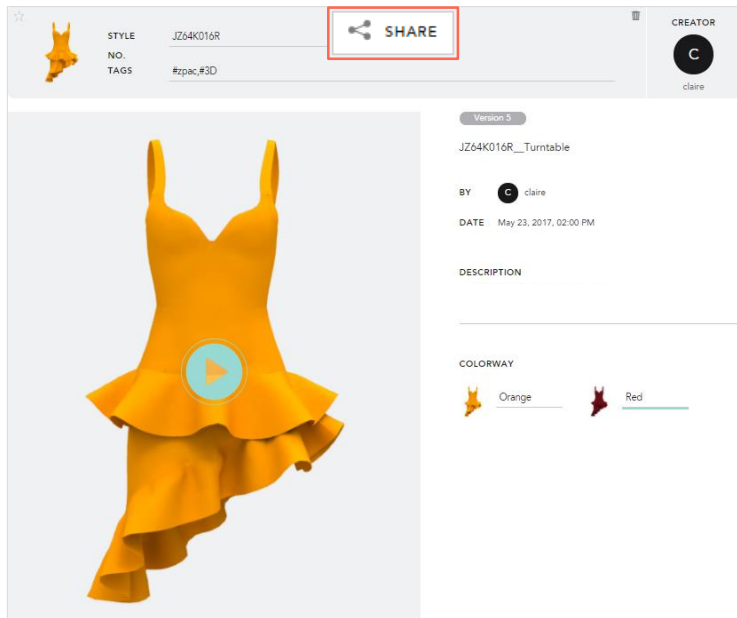 STYLE NO. JZ64K016R
SHARE
TAGS #zpac,#3D
CREATOR
C
claire
Version 5
JZ64K016R__Turntable
BY C claire
DATE May 23, 2017, 02:00 PM
DESCRIPTION
COLORWAY
Orange Red